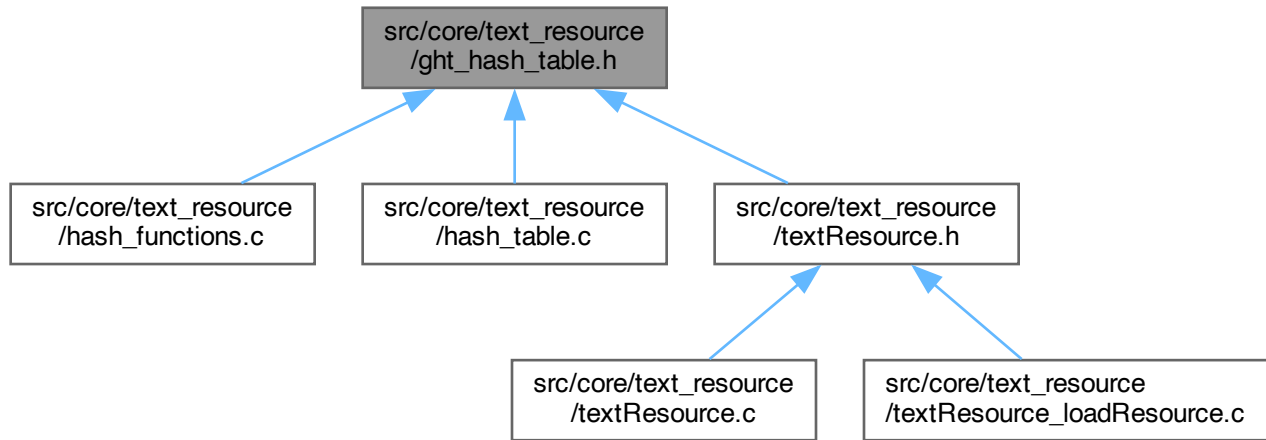 src/core/text_resource
/ght_hash_table.h
src/core/text_resource
/hash_functions.c
src/core/text_resource
/hash_table.c
src/core/text_resource
/textResource.h
src/core/text_resource
/textResource.c
src/core/text_resource
/textResource_loadResource.c